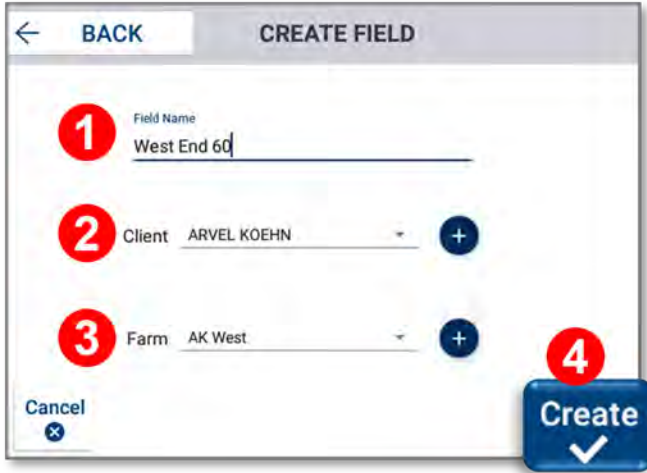 BACK CREATE FIELD
1 Field Name
West End 60
2 Client ARVEL KOEHN +
3 Farm AK West +
4
Cancel
Create